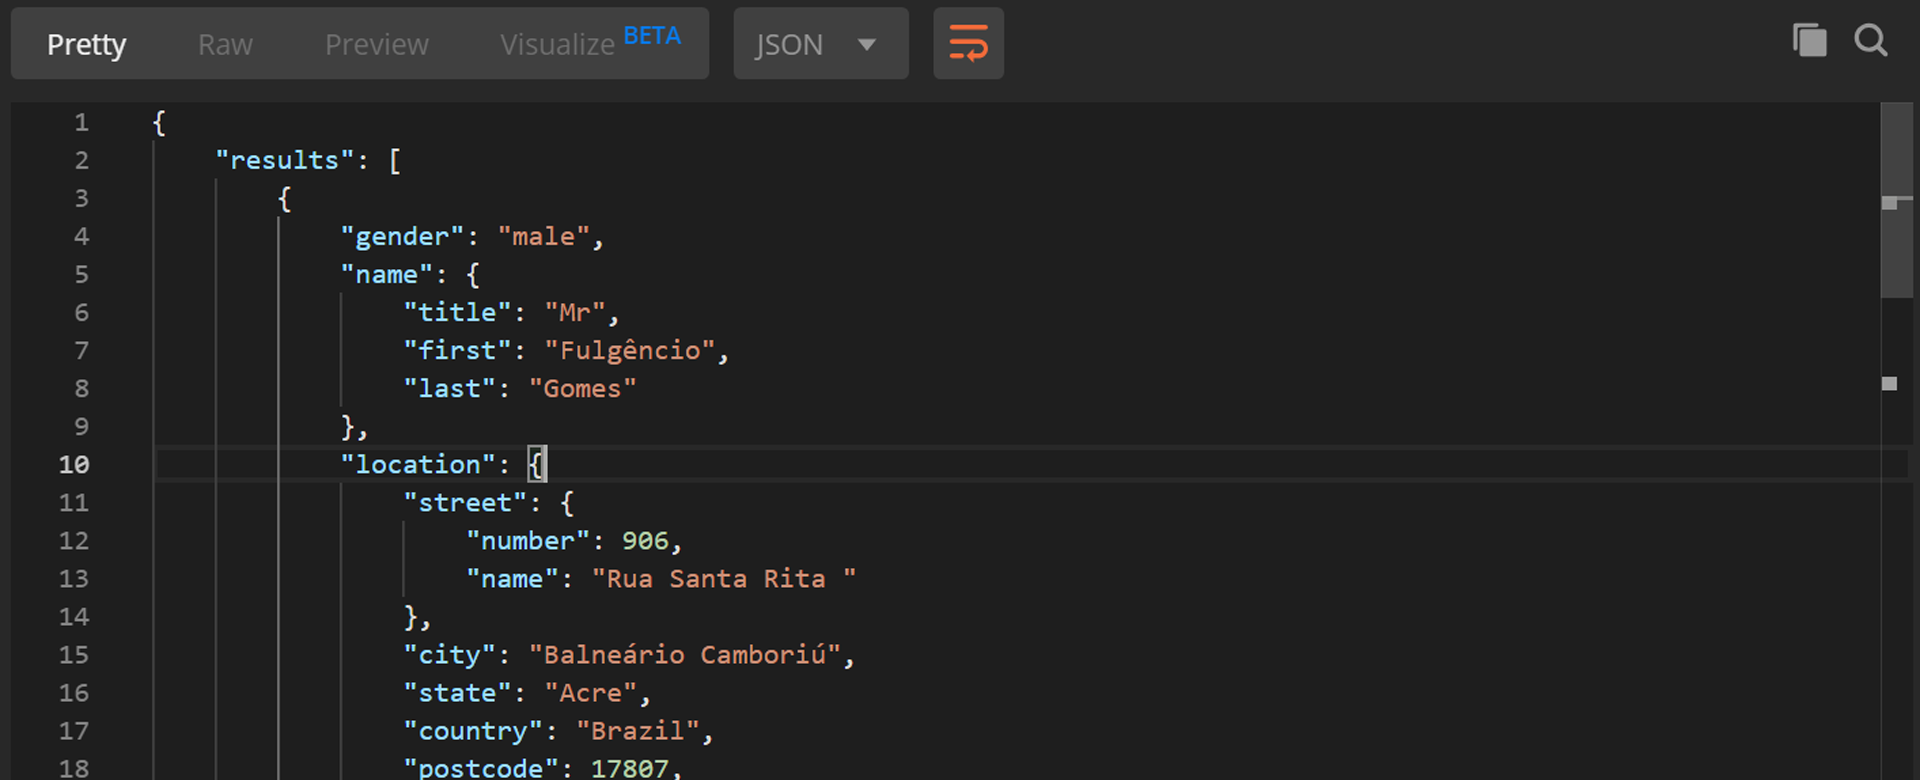 Pretty Raw Preview Visualize BETA JSON
1 {
2 "results": [
3 {
4 "gender": "male",
5 "name": {
6 "title": "Mr",
7 "first": "Fulgêncio",
8 "last": "Gomes"
9 },
10 "location": {
11 "street": {
12 "number": 906,
13 "name": "Rua Santa Rita "
14 },
15 "city": "Balneário Camboriú",
16 "state": "Acre",
17 "country": "Brazil",
18 "postcode": 17807,